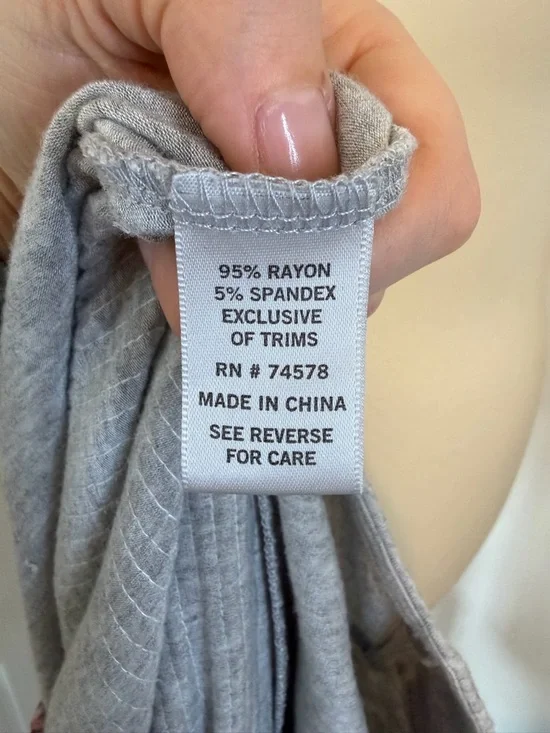 95% RAYON
5% SPANDEX
EXCLUSIVE
OF TRIMS
RN # 74578
MADE IN CHINA
SEE REVERSE
FOR CARE